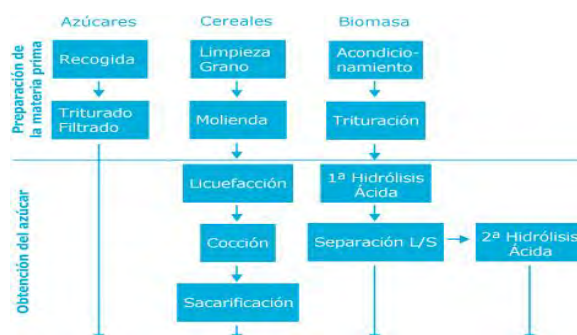 Azúcares
Cereales
Biomasa
Preparación de
la materia prima
Recogida
Limpieza
Grano
Acondicio-
namiento
Triturado
Filtrado
Molienda
Trituración
Obtención del azúcar
Licuefacción
1ª Hidrólisis
Ácida
Cocción
Separación L/S
2ª Hidrólisis
Ácida
Sacarificación